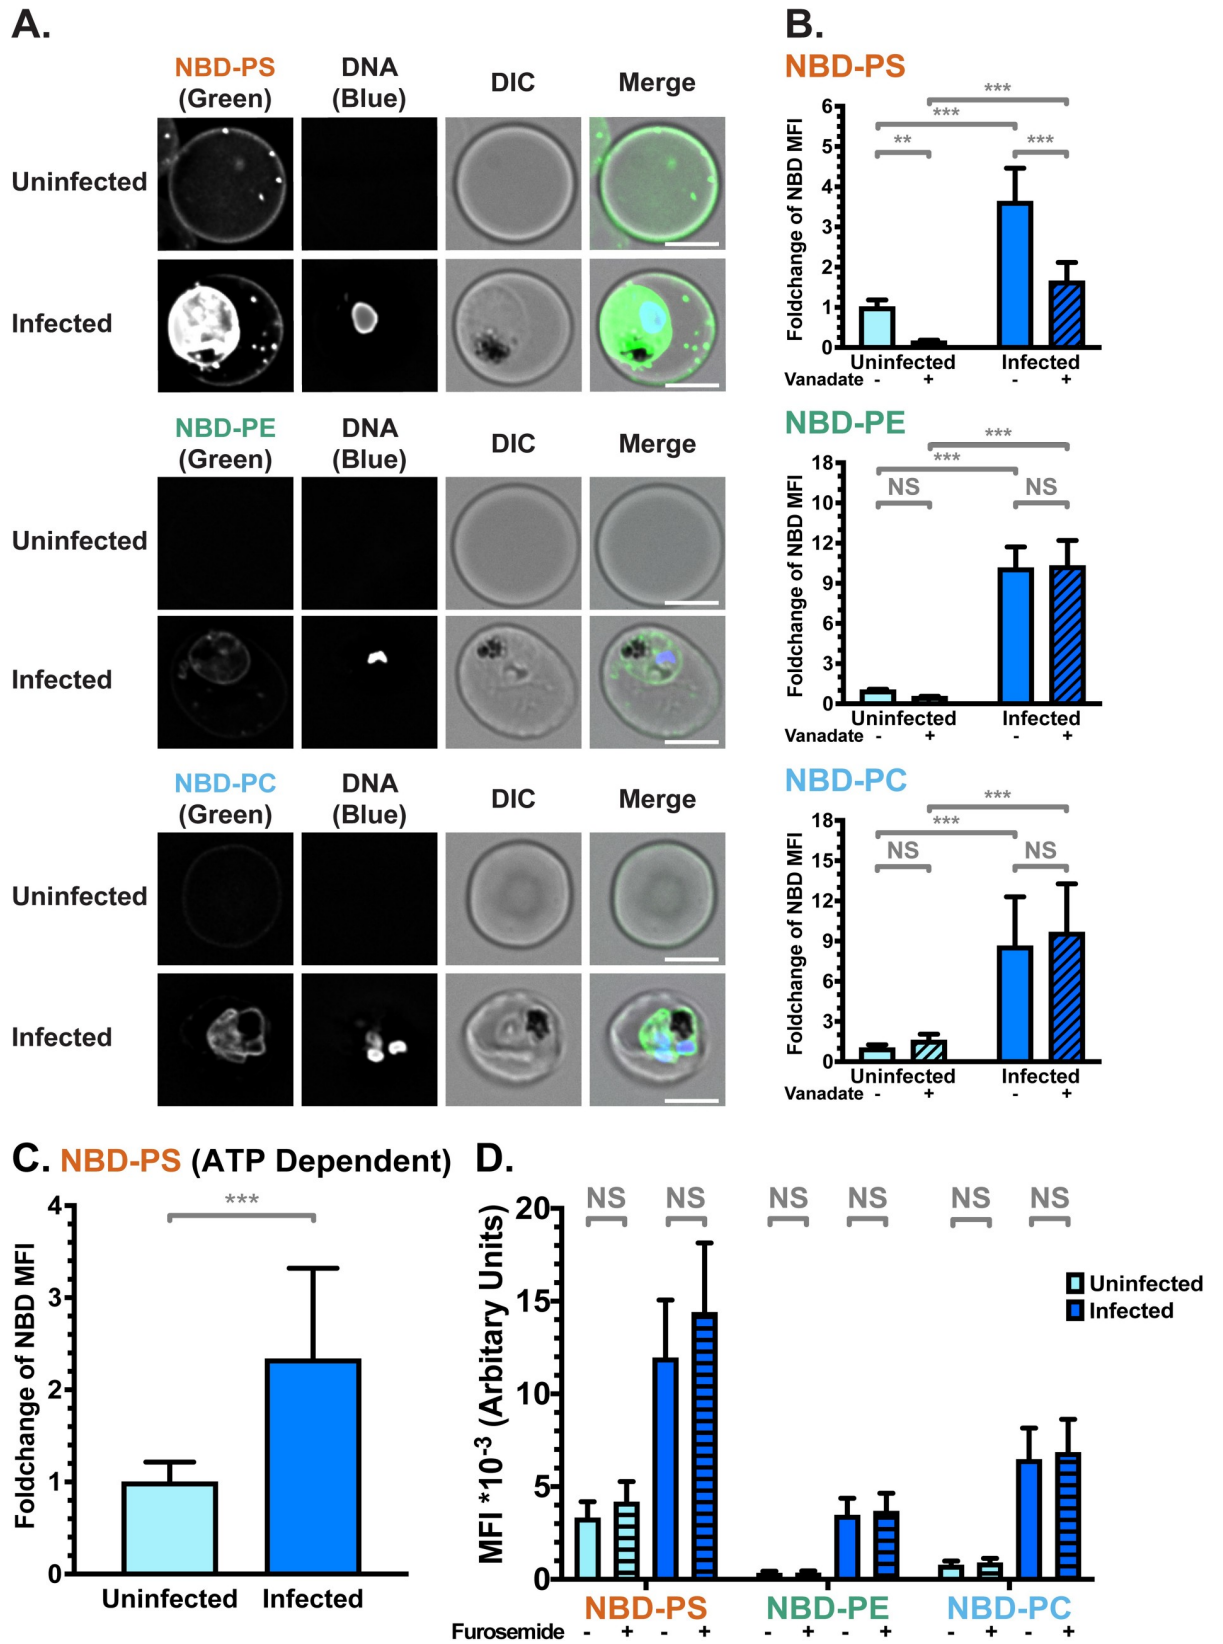 A.
NBD-PS
(Green)
DNA
(Blue)
DIC
Merge
Uninfected
Infected
NBD-PE
(Green)
DNA
(Blue)
DIC
Merge
Uninfected
Infected
NBD-PC
(Green)
DNA
(Blue)
DIC
Merge
Uninfected
Infected
B.
NBD-PS
Foldchange of NBD MFI
6
5
4
3
2
1
0
***
***
** ***
Uninfected Infected
Vanadate - + - +
NBD-PE
Foldchange of NBD MFI
18
10
12
9
6
3
0
***
***
NS NS
Uninfected Infected
Vanadate - + - +
NBD-PC
Foldchange of NBD MFI
18
15
12
9
6
3
0
***
***
NS NS
Uninfected Infected
Vanadate - + - +
C. NBD-PS (ATP Dependent)
Foldchange of NBD MFI
4
3
2
1
0
***
Uninfected Infected
D.
MFI *10-3 (Arbitary Units)
20
15
10
5
0
NS NS NS NS NS NS
Uninfected
Infected
NBD-PS NBD-PE NBD-PC
Furosemide - + - + - + - + - + - +